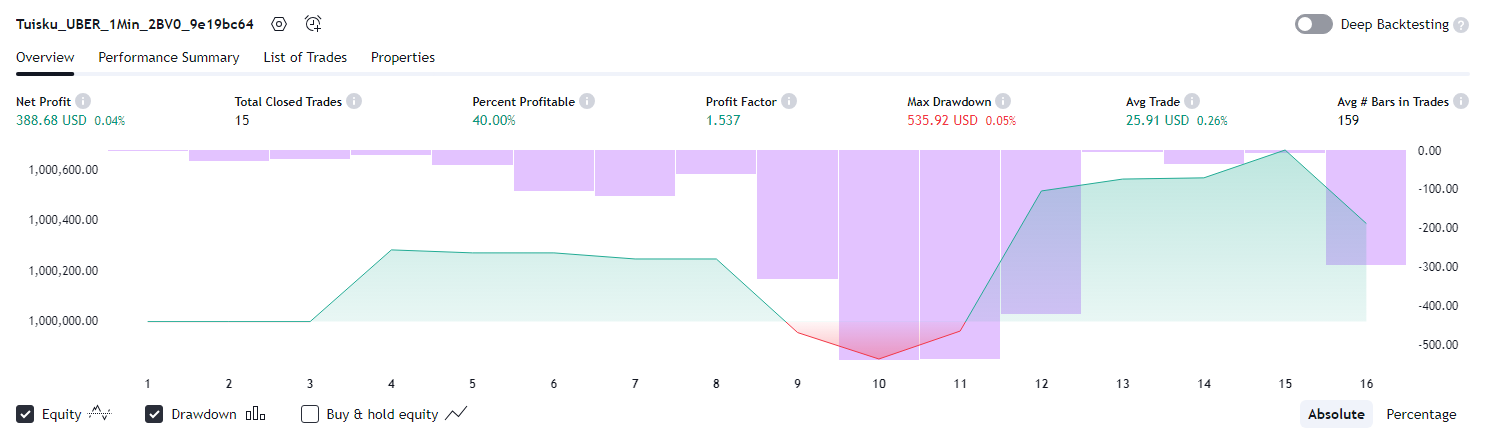 Tuisku_UBER_1Min_2BV0_9e19bc64
Deep Backtesting ?
Overview Performance Summary List of Trades Properties
Net Profit i Total Closed Trades i Percent Profitable i Profit Factor i Max Drawdown i Avg Trade i Avg # Bars in Trades i
388.68 USD 0.04% 15 40.00% 1.537 535.92 USD 0.05% 25.91 USD 0.26% 159
1,000,600.00
1,000,400.00
1,000,200.00
1,000,000.00
0.00
-100.00
-200.00
-300.00
-400.00
-500.00
1 2 3 4 5 6 7 8 9 10 11 12 13 14 15 16
Equity Drawdown Buy & hold equity Absolute Percentage